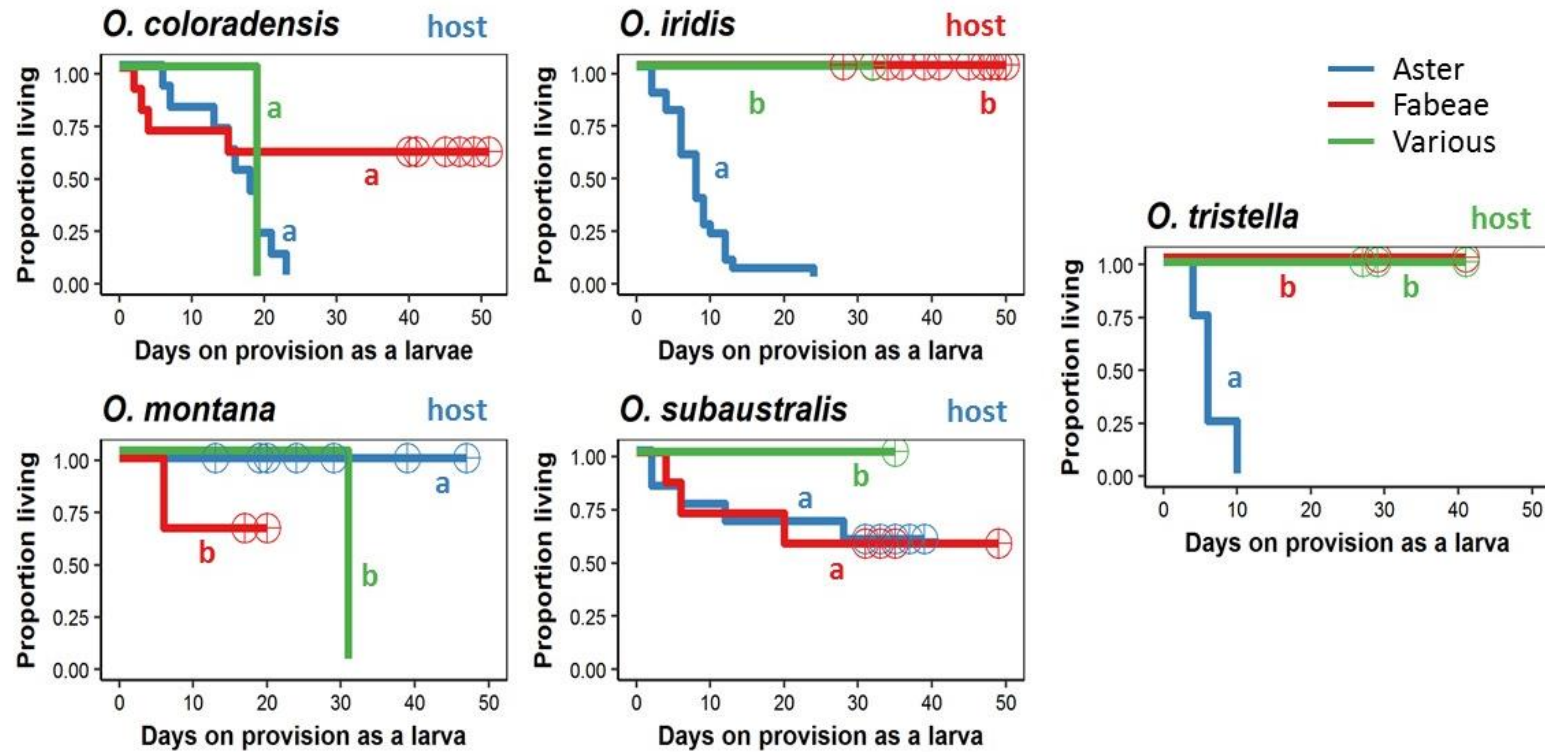 O. coloradensis host
Proportion living
1.00
0.75
0.50
0.25
0.00
a
a
a
0 10 20 30 40 50
Days on provision as a larvae
O. iridis host
Proportion living
1.00
0.75
0.50
0.25
0.00
b b
a
0 10 20 30 40 50
Days on provision as a larva
Aster
Fabeae
Various
O. tristella host
Proportion living
1.00
0.75
0.50
0.25
0.00
b b
a
0 10 20 30 40 50
Days on provision as a larva
O. montana host
Proportion living
1.00
0.75
0.50
0.25
0.00
a
b
b
0 10 20 30 40 50
Days on provision as a larva
O. subaustralis host
Proportion living
1.00
0.75
0.50
0.25
0.00
b
a
a
0 10 20 30 40 50
Days on provision as a larva